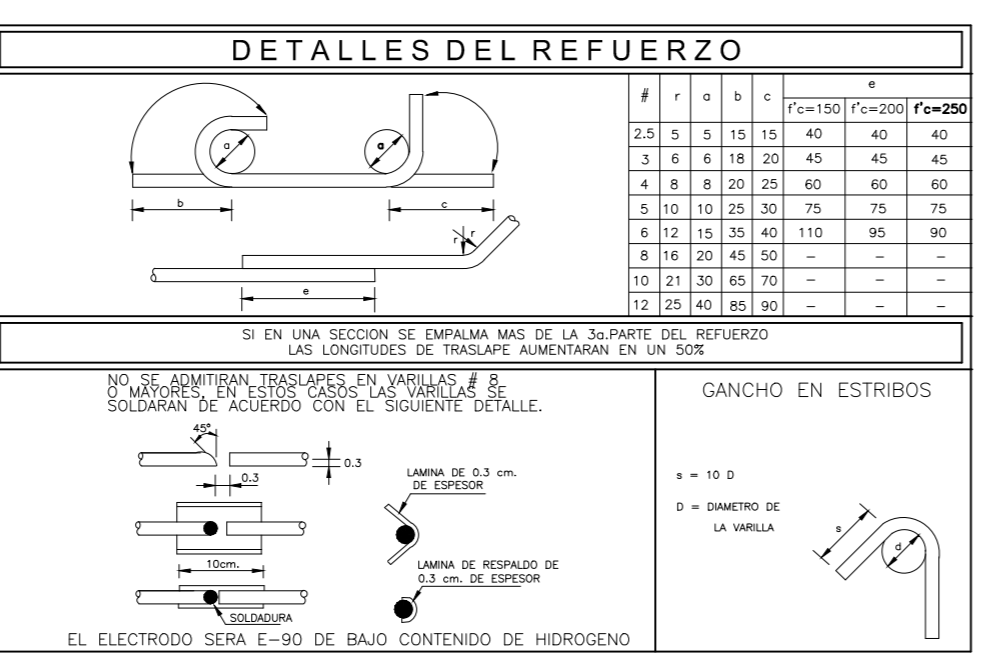 DETALLES DEL REFUERZO
# r a b c e
f'c=150 f'c=200 f'c=250
2.5 5 5 15 15 40 40 40
3 6 6 18 20 45 45 45
4 8 8 20 25 60 60 60
5 10 10 25 30 75 75 75
6 12 15 35 40 110 95 90
8 16 20 45 50 – – –
10 21 30 65 70 – – –
12 25 40 85 90 – – –
a a
b c
r r
e
SI EN UNA SECCION SE EMPALMA MAS DE LA 3a.PARTE DEL REFUERZO
LAS LONGITUDES DE TRASLAPE AUMENTARAN EN UN 50%
NO SE ADMITIRAN TRASLAPES EN VARILLAS # 8
O MAYORES, EN ESTOS CASOS LAS VARILLAS SE
SOLDARAN DE ACUERDO CON EL SIGUIENTE DETALLE.
45°
0.3
0.3
LAMINA DE 0.3 cm.
DE ESPESOR
10cm.
LAMINA DE RESPALDO DE
0.3 cm. DE ESPESOR
SOLDADURA
EL ELECTRODO SERA E-90 DE BAJO CONTENIDO DE HIDROGENO
GANCHO EN ESTRIBOS
s = 10 D
D = DIAMETRO DE
LA VARILLA
s
d